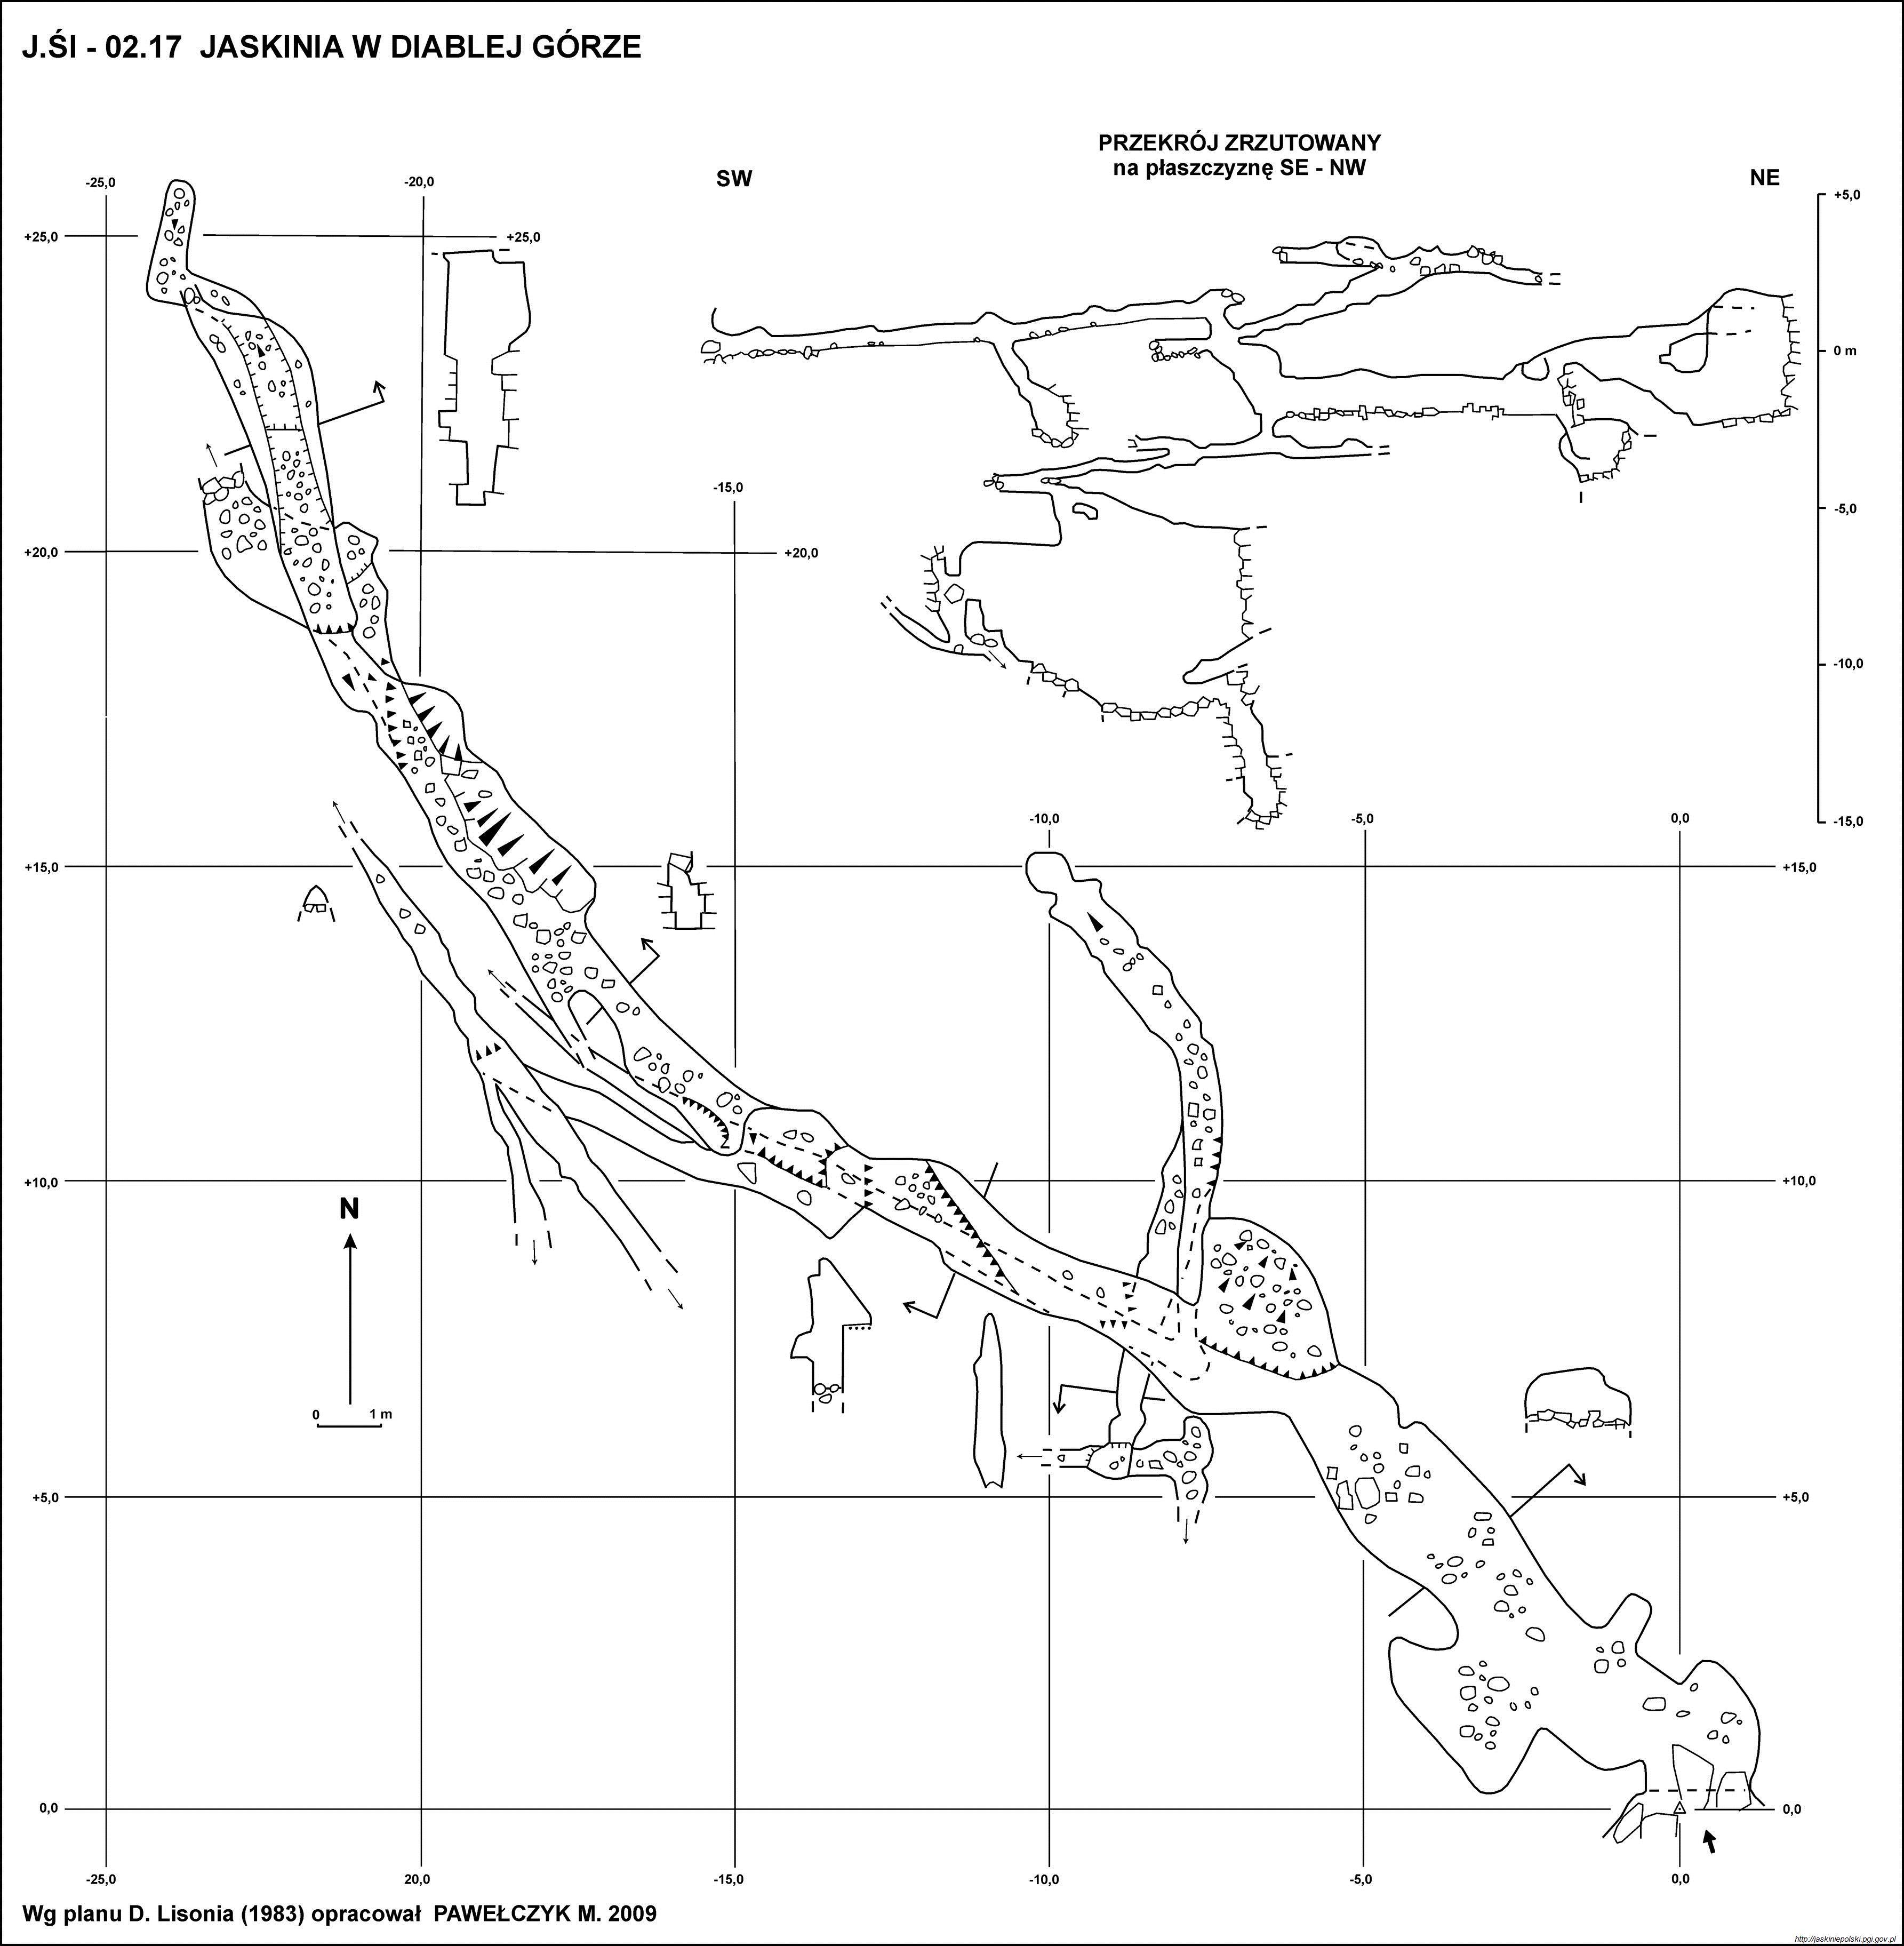 J.ŚI - 02.17 JASKINIA W DIABLEJ GÓRZE
PRZEKRÓJ ZRZUTOWANY
na płaszczyznę SE - NW
-25,0
-20,0
SW
NE
+5,0
+25,0
+25,0
0 m
-15,0
-5,0
+20,0
+20,0
-10,0
-10,0
-5,0
0,0
-15,0
+15,0
+15,0
+10,0
+10,0
N
0 1 m
+5,0
+5,0
0,0
0,0
-25,0
20,0
-15,0
-10,0
-5,0
0,0
Wg planu D. Lisonia (1983) opracował PAWEŁCZYK M. 2009
http://jaskiniepolski.pgi.gov.pl